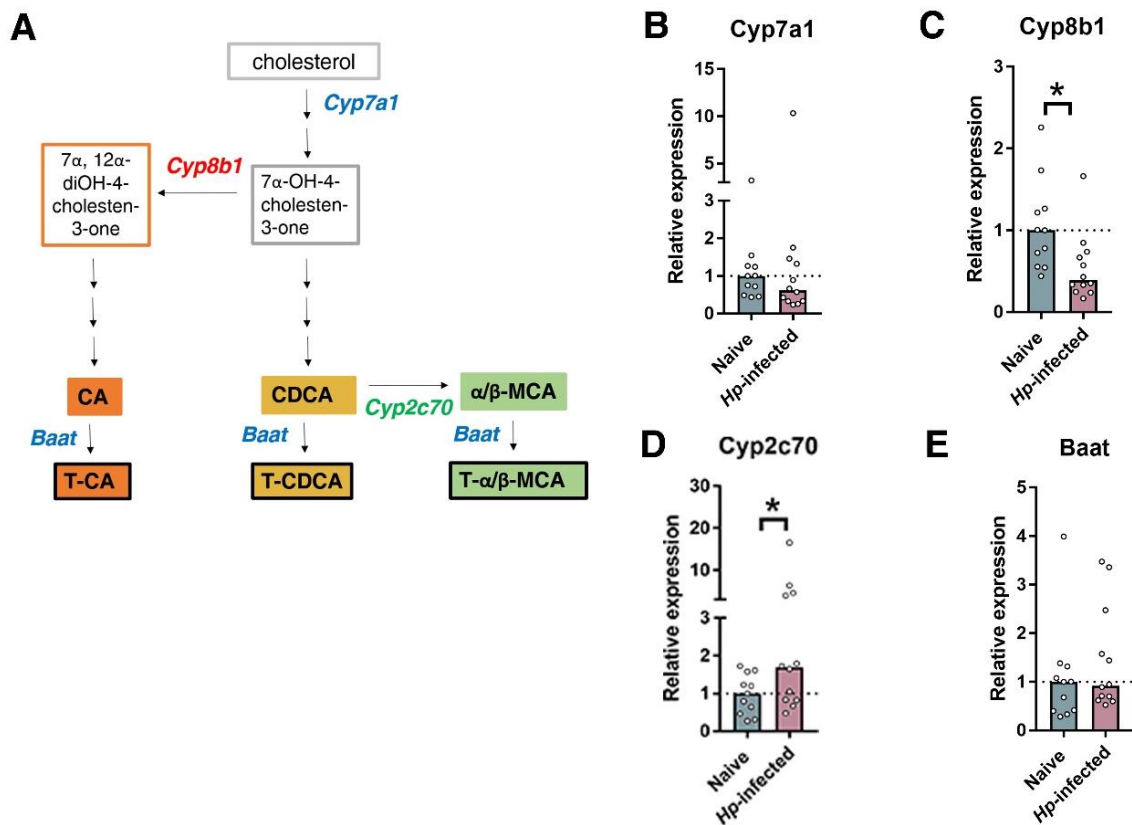 A
cholesterol
Cyp7a1
7α, 12α-
diOH-4-
cholesten-
3-one
Cyp8b1
7α-OH-4-
cholesten-
3-one
CA
CDCA
Cyp2c70
α/β-MCA
Baat
Baat
Baat
T-CA
T-CDCA
T-α/β-MCA
B
Cyp7a1
Relative expression
15
10
5
3
2
1
0
Naive
Hp-infected
C
Cyp8b1
Relative expression
3
2
1
0
*
Naive
Hp-infected
D
Cyp2c70
Relative expression
30
20
10
3
2
1
0
*
Naive
Hp-infected
E
Baat
Relative expression
5
4
3
2
1
0
Naive
Hp-infected